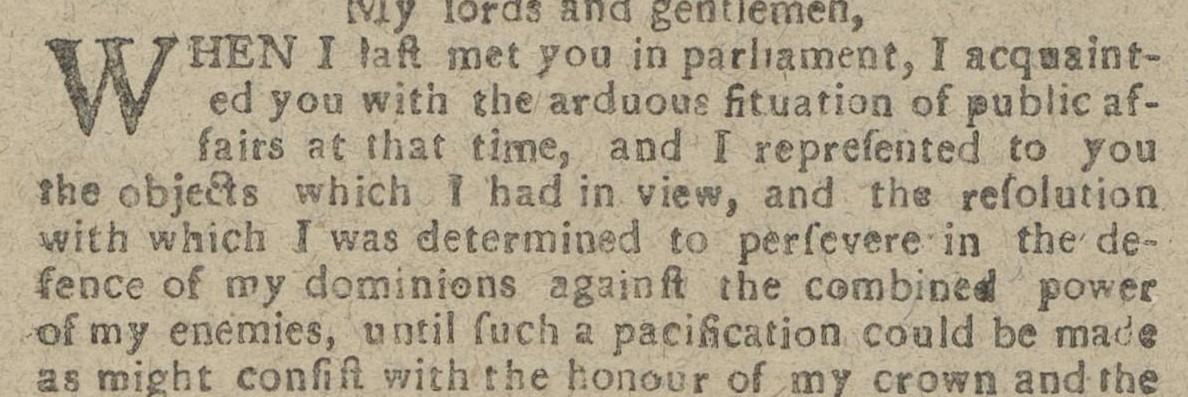 My lords and gentlemen,
WHEN I laſt met you in parliament, I acquaint-
ed you with the arduous ſituation of public af-
fairs at that time, and I repreſented to you
the objects which I had in view, and the reſolution
with which I was determined to perſevere in the de-
fence of my dominions againſt the combined power
of my enemies, until ſuch a pacification could be made
as might conſiſt with the honour of my crown and the